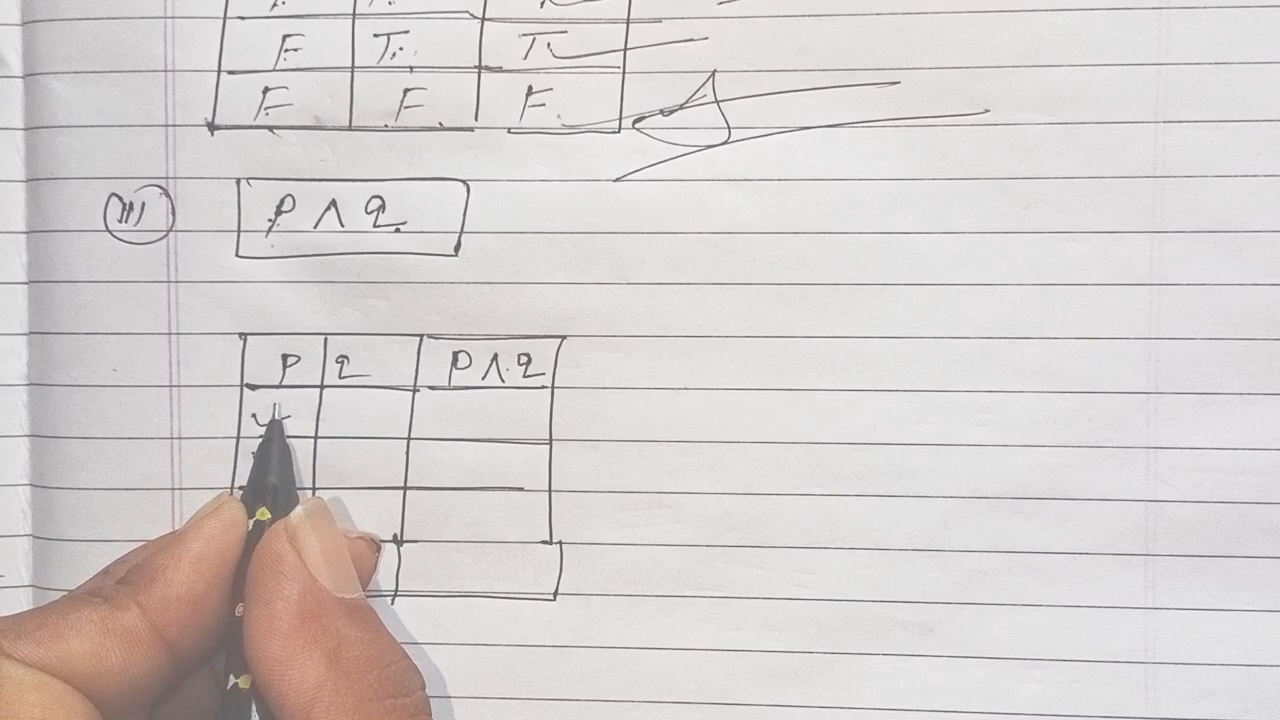 F T T
F F F
III P ∧ q
P q P ∧ q